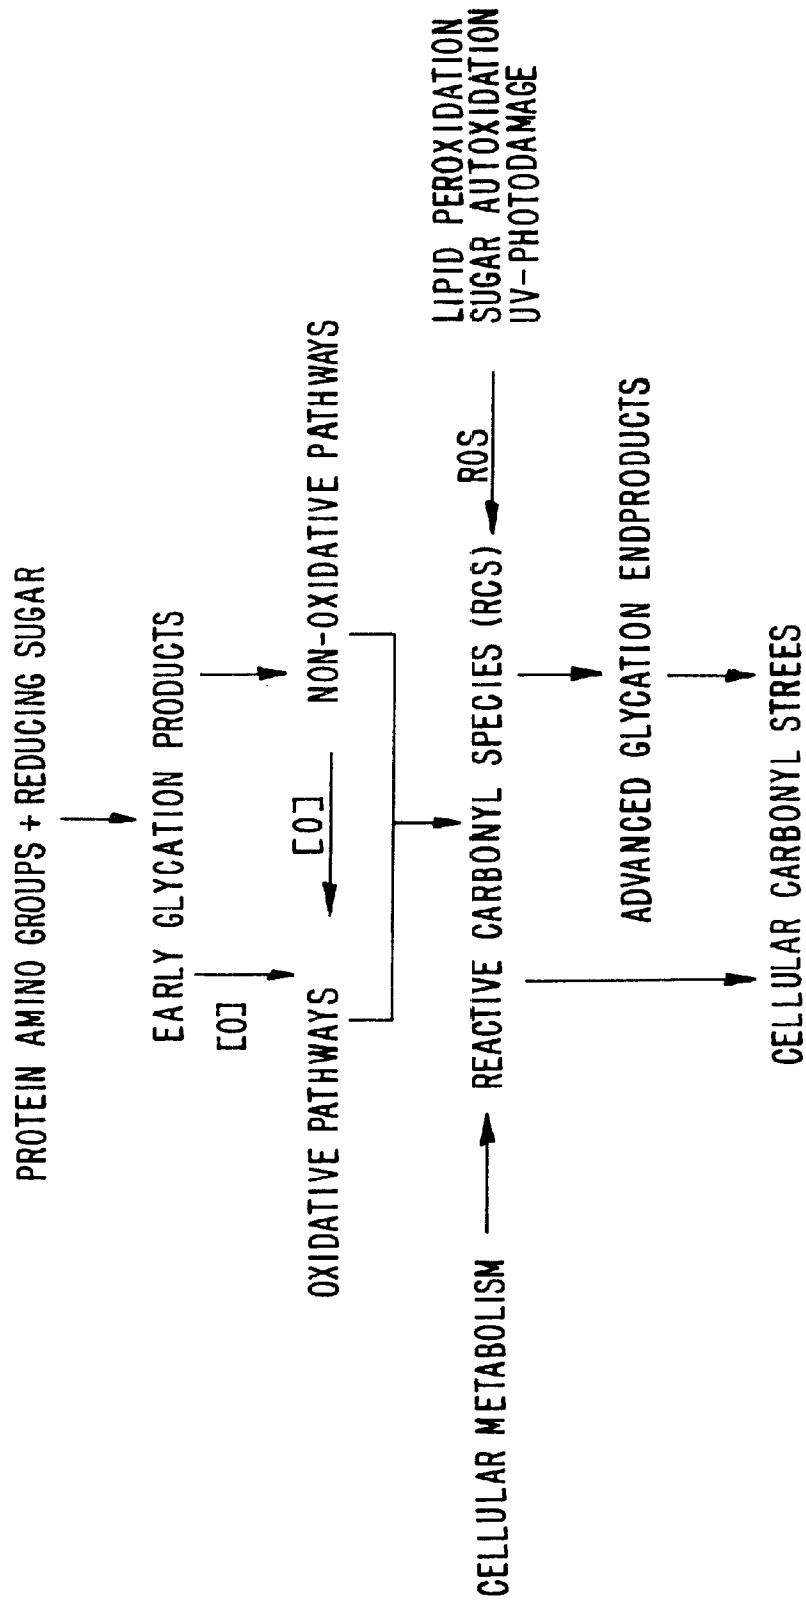 PROTEIN AMINO GROUPS + REDUCING SUGAR
EARLY GLYCATION PRODUCTS
[O]
OXIDATIVE PATHWAYS
[O]
NON-OXIDATIVE PATHWAYS
CELLULAR METABOLISM
REACTIVE CARBONYL SPECIES (RCS)
ROS
LIPID PEROXIDATION
SUGAR AUTOXIDATION
UV-PHOTODAMAGE
ADVANCED GLYCATION ENDPRODUCTS
CELLULAR CARBONYL STREES